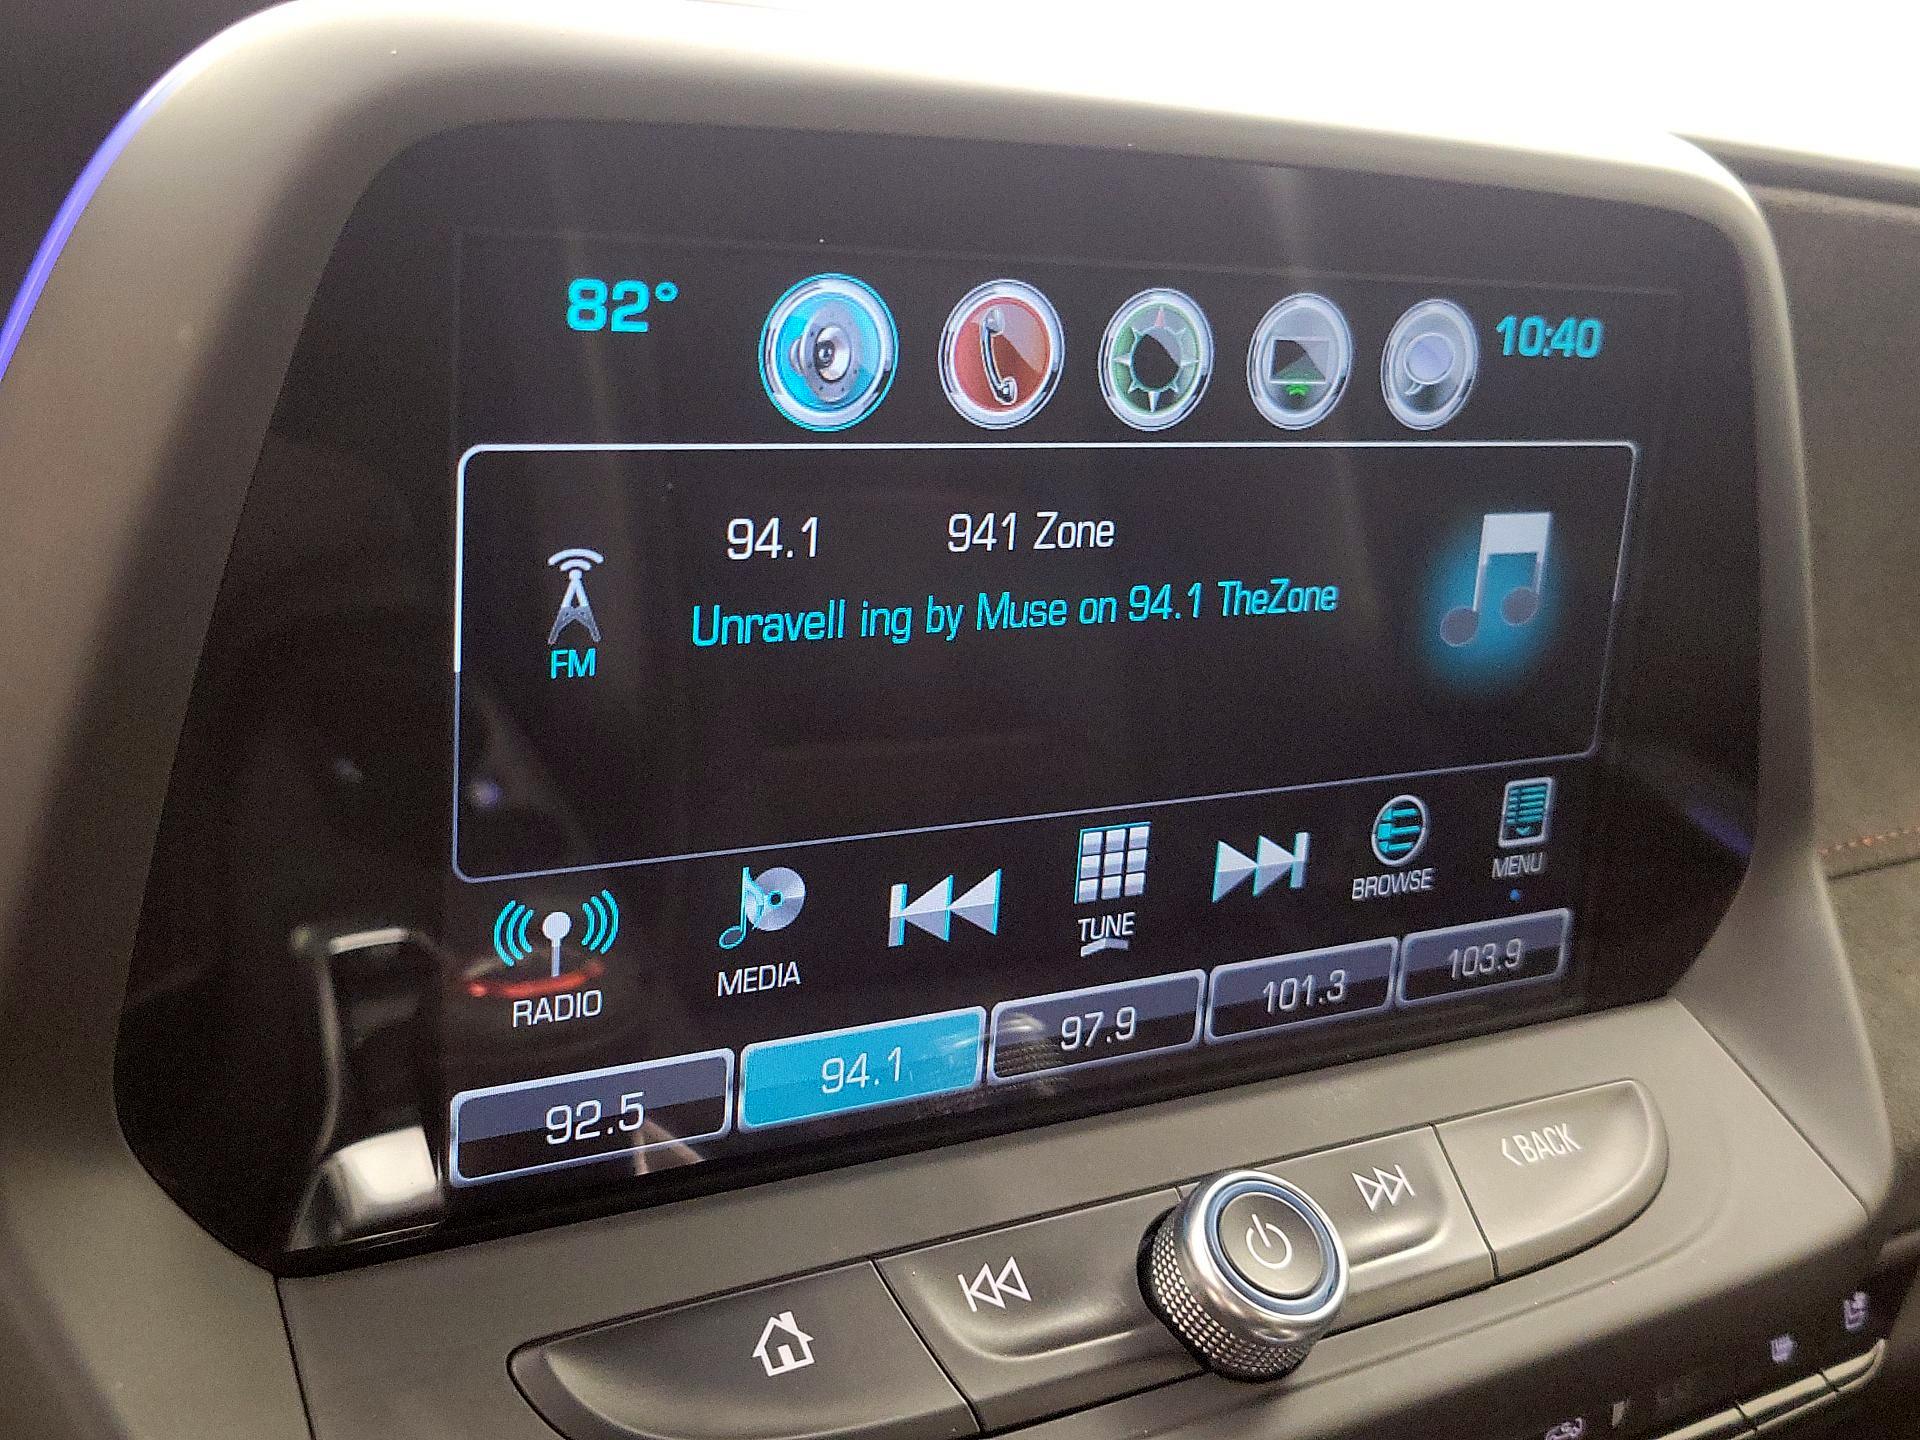 82° 10:40
94.1 941 Zone
Unravell ing by Muse on 94.1 TheZone
FM
RADIO MEDIA TUNE BROWSE MENU
92.5 94.1 97.9 101.3 103.9
<BACK